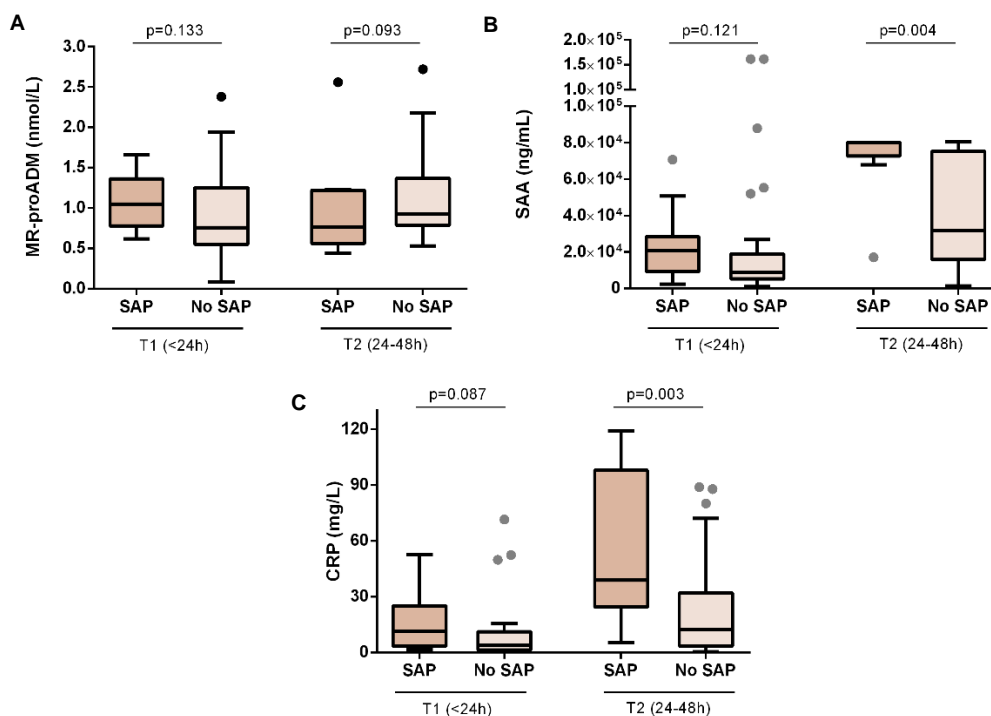 A
p=0.133 p=0.093
MR-proADM (nmol/L)
3.0
2.5
2.0
1.5
1.0
0.5
0.0
SAP No SAP SAP No SAP
T1 (<24h) T2 (24-48h)
B
p=0.121 p=0.004
SAA (ng/mL)
2.0× 10⁵
1.5× 10⁵
1.0× 10⁵
8.0× 10⁴
6.0× 10⁴
4.0× 10⁴
2.0× 10⁴
0
SAP No SAP SAP No SAP
T1 (<24h) T2 (24-48h)
C
p=0.087 p=0.003
CRP (mg/L)
120
90
60
30
0
SAP No SAP SAP No SAP
T1 (<24h) T2 (24-48h)